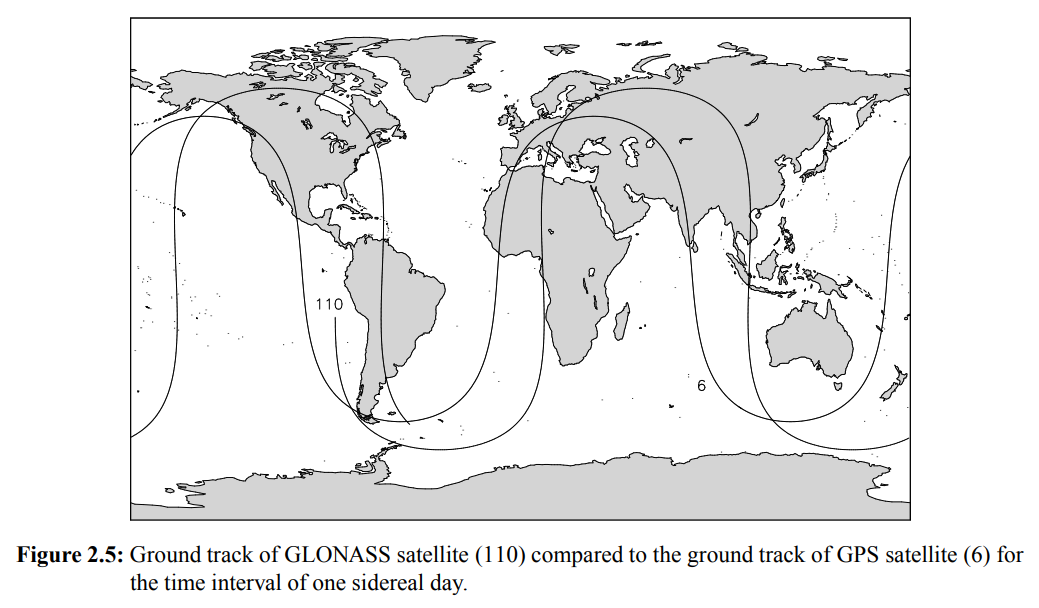 110
6
Figure 2.5: Ground track of GLONASS satellite (110) compared to the ground track of GPS satellite (6) for
the time interval of one sidereal day.